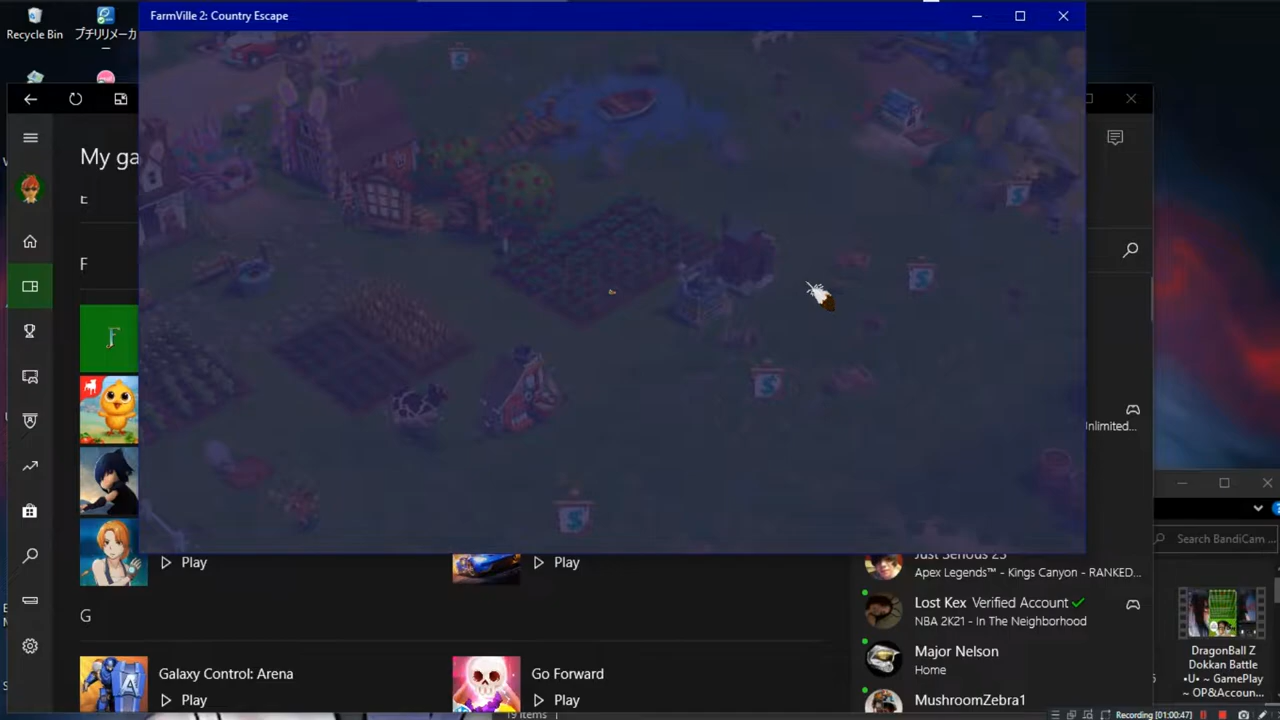 FarmVille 2: Country Escape
Recycle Bin
プチリメーカ
My ga
E
F
Unlimited...
Play
Play
G
Galaxy Control: Arena
Play
Go Forward
Play
Just Serious 23
Apex Legends™ - Kings Canyon - RANKED...
Lost Kex Verified Account
NBA 2K21 - In The Neighborhood
Major Nelson
Home
MushroomZebra1
Search BandiCam ...
DragonBall Z
Dokkan Battle
•U• ~ GamePlay
~ OP&Accoun...
19 items
Recording [01:00:47]